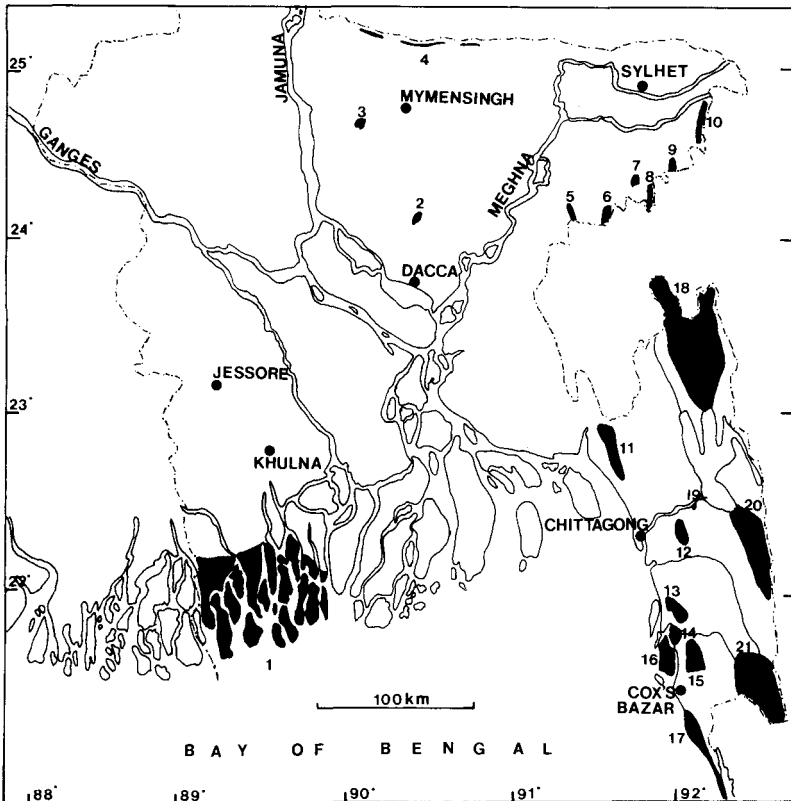 25°
JAMUNA
4
SYLHET
MYMENSINGH
3
10
GANGES
MEGHNA
9
7
8
2
5
6
24°
DACCA
18
JESSORE
23°
11
KHULNA
19
20
CHITTAGONG
12
22°
13
14
1
16
15
21
100 km
COX'S
BAZAR
17
BAY OF BENGAL
88°
89°
90°
91°
92°